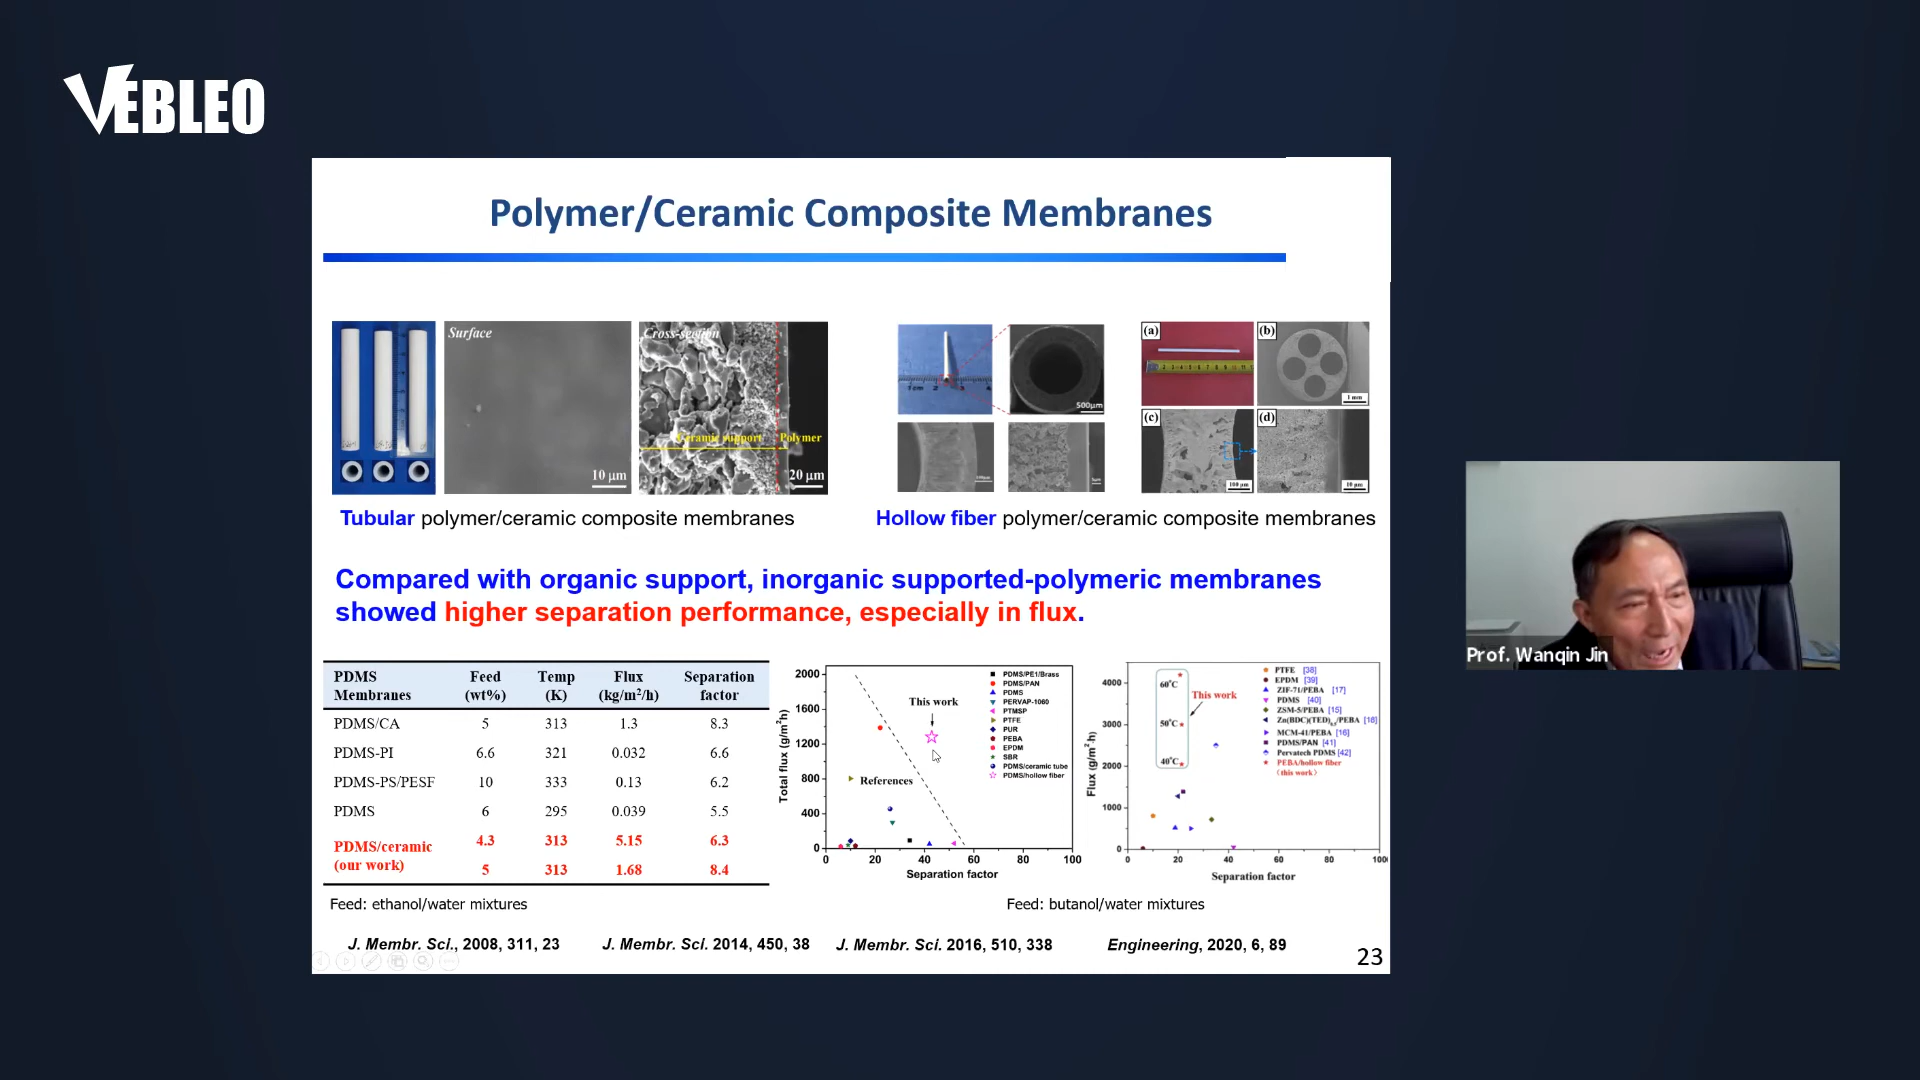 VEBLEO
Polymer/Ceramic Composite Membranes
Surface
10 μm
Cross-section
Ceramic support
Polymer
20 μm
1cm 2 3 4
500μm
(a)
(b)
1 mm
(c)
100 μm
(d)
10 μm
Tubular polymer/ceramic composite membranes
Hollow fiber polymer/ceramic composite membranes
Compared with organic support, inorganic supported-polymeric membranes
showed higher separation performance, especially in flux.
PDMS Feed Temp Flux Separation
Membranes (wt%) (K) (kg/m²/h) factor
PDMS/CA 5 313 1.3 8.3
PDMS-PI 6.6 321 0.032 6.6
PDMS-PS/PESF 10 333 0.13 6.2
PDMS 6 295 0.039 5.5
PDMS/ceramic 4.3 313 5.15 6.3
(our work) 5 313 1.68 8.4
Feed: ethanol/water mixtures
Total flux (g/m²h)
2000
1600
1200
800
400
0
0 20 40 60 80 100
Separation factor
This work
References
PDMS/PE1/Brass
PDMS/PAN
PDMS
PERVAP-1060
PTMSP
PTFE
PUR
PEBA
EPDM
SBR
PDMS/ceramic tube
PDMS/hollow fiber
Flux (g/m²·h)
4000
3000
2000
1000
0
0 20 40 60 80 100
Separation factor
60°C
50°C
40°C
This work
PTFE [38]
EPDM [39]
ZIF-71/PEBA [17]
PDMS [40]
ZSM-5/PEBA [15]
Zn(BDC)(TED)0.5/PEBA [18]
MCM-41/PEBA [16]
PDMS/PAN [41]
Pervatech PDMS [42]
PEBA/hollow fiber
(this work)
Feed: butanol/water mixtures
J. Membr. Sci., 2008, 311, 23
J. Membr. Sci. 2014, 450, 38
J. Membr. Sci. 2016, 510, 338
Engineering, 2020, 6, 89
23
Prof. Wanqin Jin